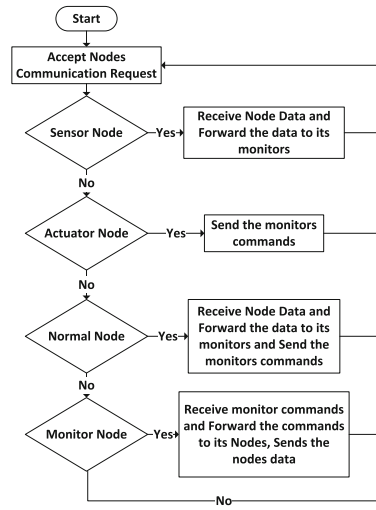 Start
Accept Nodes
Communication Request
Sensor Node
Yes
Receive Node Data and
Forward the data to its
monitors
No
Actuator Node
Yes
Send the monitors
commands
No
Normal Node
Yes
Receive Node Data and
Forward the data to its
monitors and Send the
monitors commands
No
Monitor Node
Yes
Receive monitor commands
and Forward the commands
to its Nodes, Sends the
nodes data
No